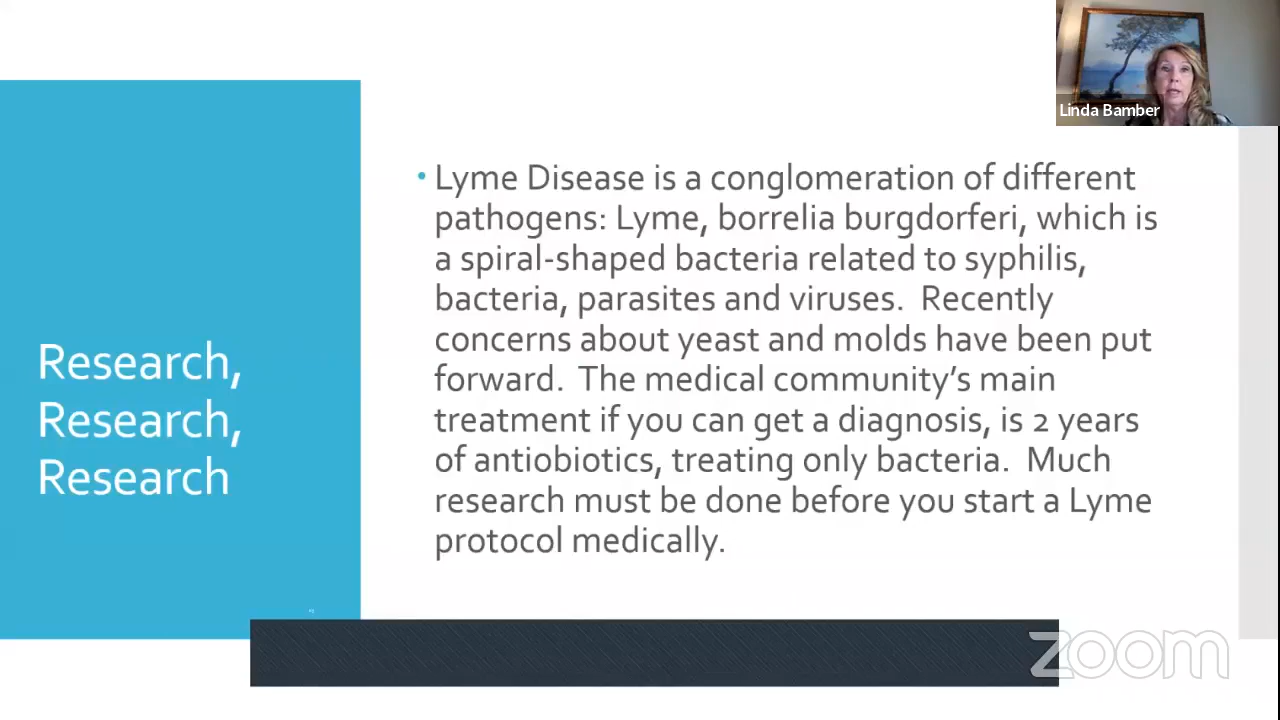 Linda Bamber
Research,
Research,
Research
• Lyme Disease is a conglomeration of different
pathogens: Lyme, borrelia burgdorferi, which is
a spiral-shaped bacteria related to syphilis,
bacteria, parasites and viruses.  Recently
concerns about yeast and molds have been put
forward.  The medical community’s main
treatment if you can get a diagnosis, is 2 years
of antiobiotics, treating only bacteria.  Much
research must be done before you start a Lyme
protocol medically.
zoom